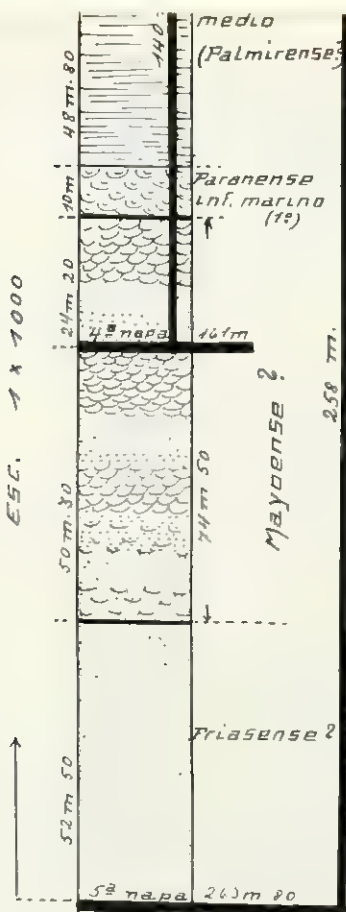 medio
(Palmirense)
140
48 m. 80
Paranense
inf. marino
(1º)
10 m
24 m 20
4ª napa 161 m
ESC. 1 x 1000
Mayoense ?
258 m.
50 m 30
74 m 50
Friasense ?
52 m 50
5ª napa 263 m 80